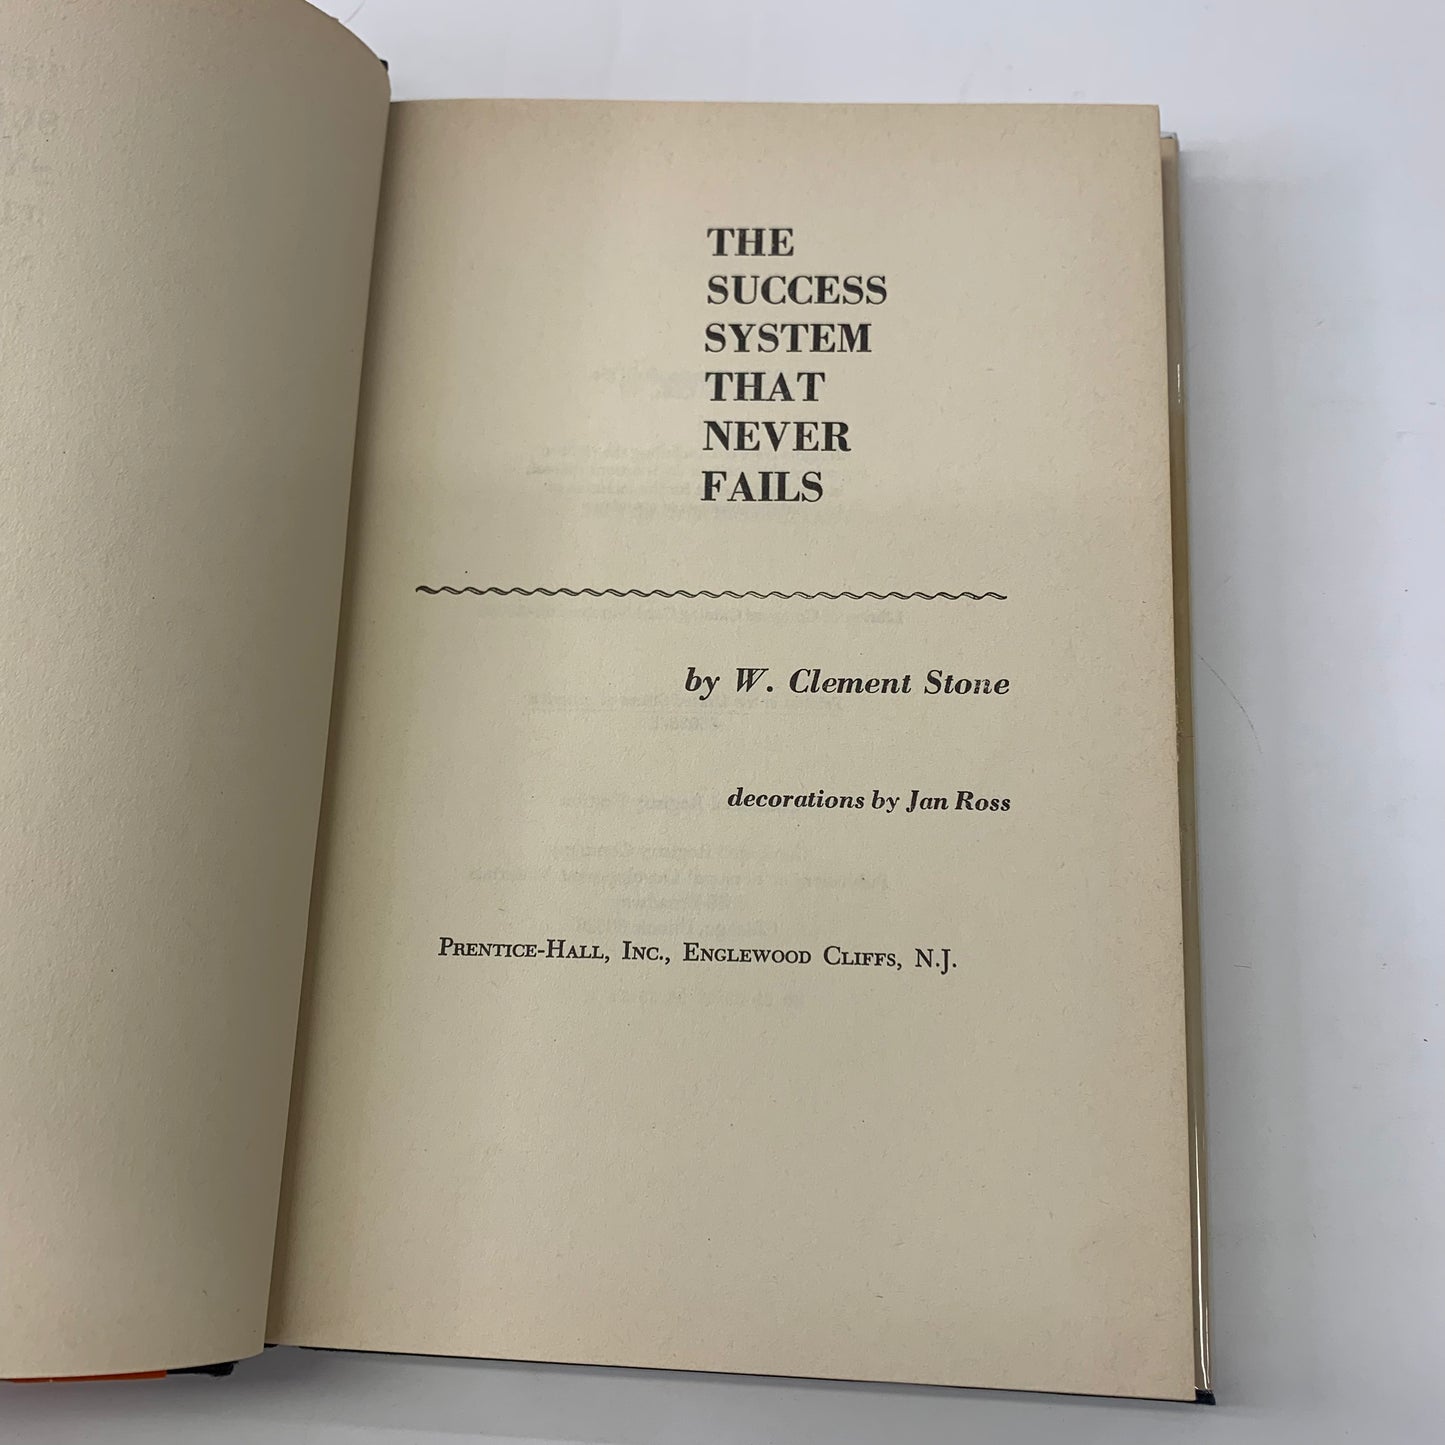 THE
SUCCESS
SYSTEM
THAT
NEVER
FAILS
by W. Clement Stone
decorations by Jan Ross
PRENTICE-HALL, INC., ENGLEWOOD CLIFFS, N.J.